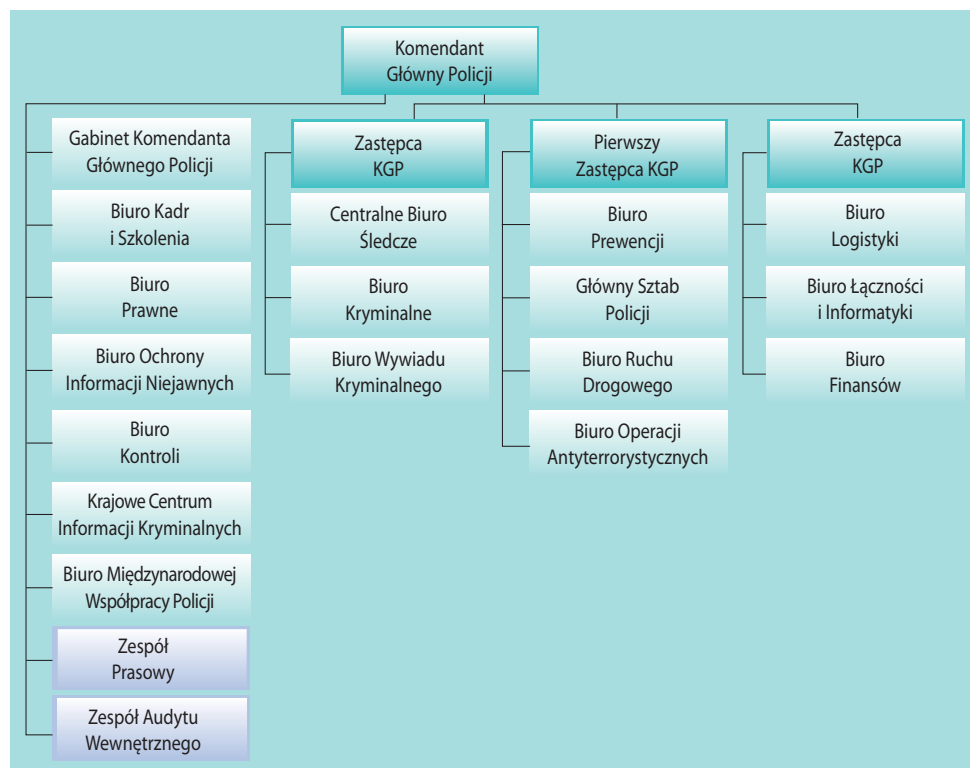 Komendant
Główny Policji
Gabinet Komendanta
Głównego Policji
Biuro Kadr
i Szkolenia
Biuro
Prawne
Biuro Ochrony
Informacji Niejawnych
Biuro
Kontroli
Krajowe Centrum
Informacji Kryminalnych
Biuro Międzynarodowej
Współpracy Policji
Zespół
Prasowy
Zespół Audytu
Wewnętrznego
Zastępca
KGP
Centralne Biuro
Śledcze
Biuro
Kryminalne
Biuro Wywiadu
Kryminalnego
Pierwszy
Zastępca KGP
Biuro
Prewencji
Główny Sztab
Policji
Biuro Ruchu
Drogowego
Biuro Operacji
Antyterrorystycznych
Zastępca
KGP
Biuro
Logistyki
Biuro Łączności
i Informatyki
Biuro
Finansów